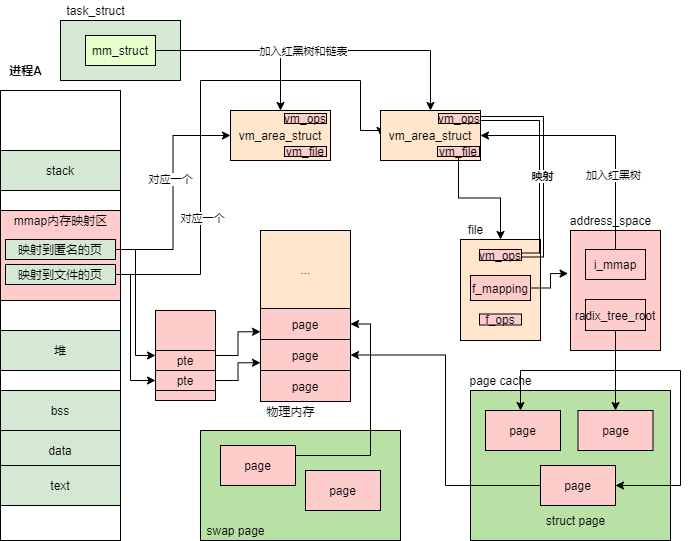 task_struct
mm_struct
加入红黑树和链表
进程A
vm_ops
vm_area_struct
vm_file
vm_ops
vm_area_struct
vm_file
stack
对应一个
映射
加入红黑树
mmap内存映射区
对应一个
映射到匿名的页
映射到文件的页
file
vm_ops
f_mapping
f_ops
address_space
i_mmap
radix_tree_root
...
page
page
page
物理内存
pte
pte
堆
bss
data
text
page cache
page
page
page
struct page
page
page
swap page